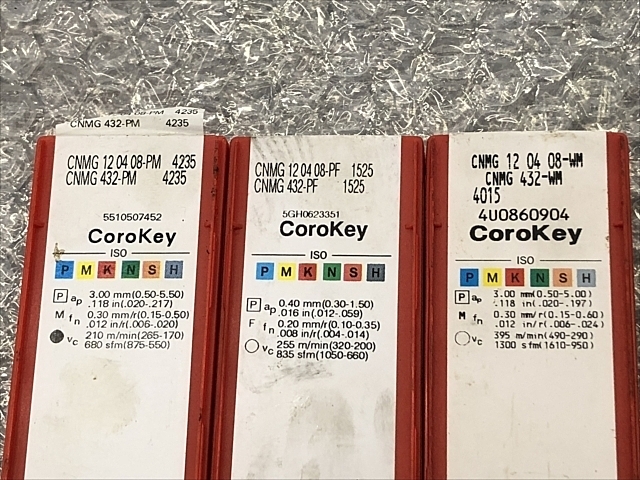 08-PM 4235
CNMG 432-PM 4235
CNMG 12 04 08-PM 4235
CNMG 432-PM 4235
5510507452
CoroKey
ISO
P M K N S H
P ap 3.00 mm(0.50-5.50)
.118 in(.020-.217)
M fn 0.30 mm/r(0.15-0.50)
.012 in/r(.006-.020)
vc 210 m/min(265-170)
680 sfm(875-550)
CNMG 12 04 08-PF 1525
CNMG 432-PF 1525
5GH0623351
CoroKey
ISO
P M K N S H
P ap 0.40 mm(0.30-1.50)
.016 in(.012-.059)
F fn 0.20 mm/r(0.10-0.35)
.008 in/r(.004-.014)
vc 255 m/min(320-200)
835 sfm(1050-660)
CNMG 12 04 08-WM
CNMG 432-WM
4015
4U0860904
CoroKey
ISO
P M K N S H
P ap 3.00 mm(0.50-5.00)
.118 in(.020-.197)
M fn 0.30 mm/r(0.15-0.60)
.012 in/r(.006-.024)
vc 395 m/min(490-290)
1300 sfm(1610-950)